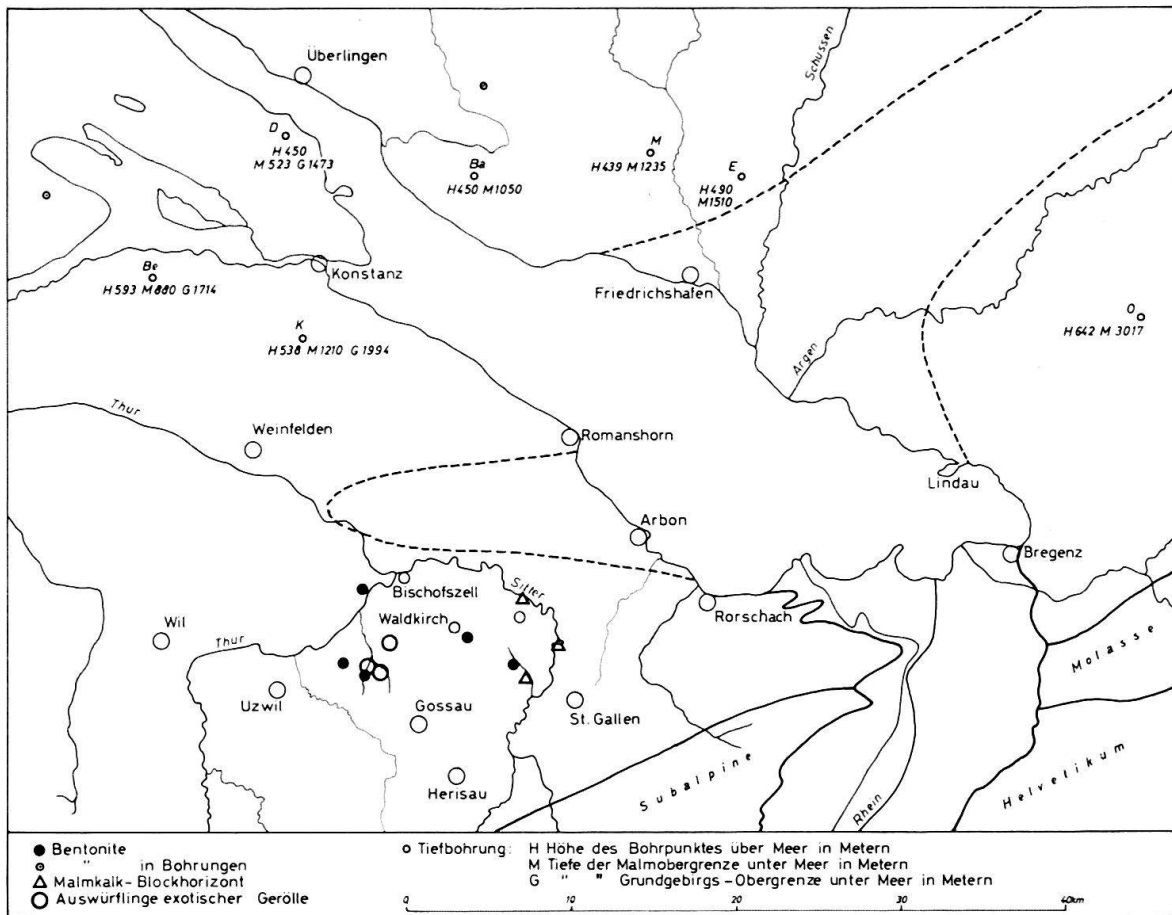 Überlingen
Schussen
D
H 450
M 523 G 1473
Ba
H 450 M 1050
M
H 439 M 1235
E
H 490
M 1510
Be
H 593 M 880 G 1714
Konstanz
Friedrichshafen
K
H 538 M 1210 G 1994
O
H 642 M 3017
Argen
Thur
Weinfelden
Romanshorn
Lindau
Arbon
Bregenz
Bischofszell
Sitter
Rorschach
Waldkirch
Wil
Thur
Molasse
Uzwil
Gossau
St. Gallen
Subalpine
Helvetikum
Herisau
Rhein
Bentonite
" in Bohrungen
Malmkalk-Blockhorizont
Auswürflinge exotischer Gerölle
Tiefbohrung: H Höhe des Bohrpunktes über Meer in Metern
M Tiefe der Malmobergrenze unter Meer in Metern
G " " Grundgebirgs-Obergrenze unter Meer in Metern
0 10 20 30 40km